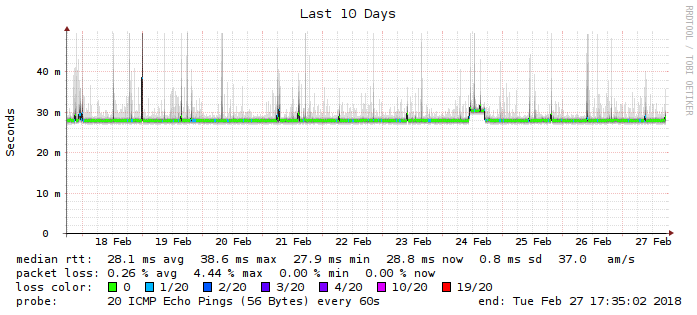 Last 10 Days
RRDTOOL / TOBI OETIKER
Seconds
40 m
30 m
20 m
10 m
0
18 Feb 19 Feb 20 Feb 21 Feb 22 Feb 23 Feb 24 Feb 25 Feb 26 Feb 27 Feb
median rtt: 28.1 ms avg 38.6 ms max 27.9 ms min 28.8 ms now 0.8 ms sd 37.0 am/s
packet loss: 0.26 % avg 4.44 % max 0.00 % min 0.00 % now
loss color: 0 1/20 2/20 3/20 4/20 10/20 19/20
probe: 20 ICMP Echo Pings (56 Bytes) every 60s end: Tue Feb 27 17:35:02 2018